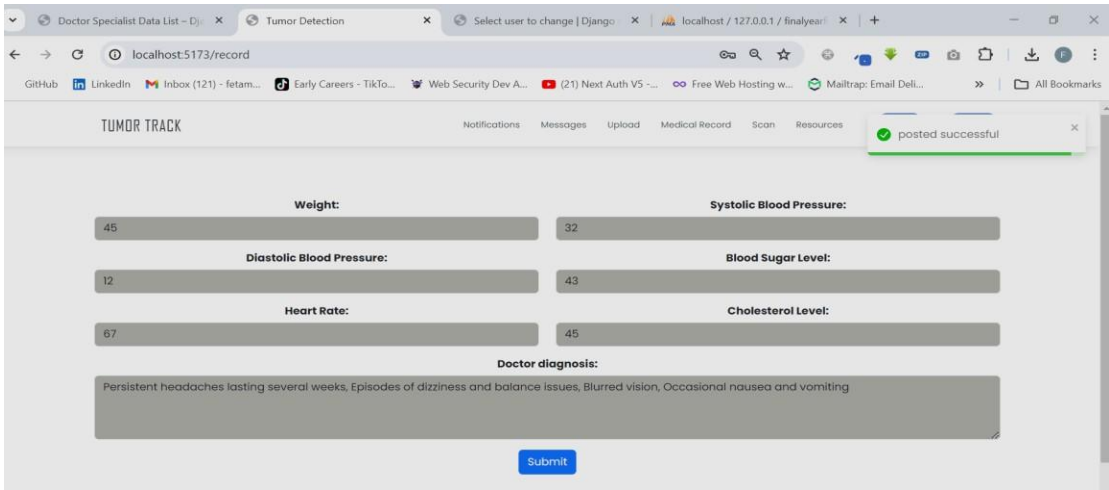 Doctor Specialist Data List – Dj
Tumor Detection
Select user to change | Django
localhost / 127.0.0.1 / finalyearl
localhost:5173/record
GitHub
LinkedIn
Inbox (121) - fetam...
Early Careers - TikTo...
Web Security Dev A...
(21) Next Auth V5 -...
Free Web Hosting w...
Mailtrap: Email Deli...
All Bookmarks
TUMOR TRACK
Notifications
Messages
Upload
Medical Record
Scan
Resources
posted successful
Weight:
Systolic Blood Pressure:
45
32
Diastolic Blood Pressure:
Blood Sugar Level:
12
43
Heart Rate:
Cholesterol Level:
67
45
Doctor diagnosis:
Persistent headaches lasting several weeks, Episodes of dizziness and balance issues, Blurred vision, Occasional nausea and vomiting
Submit